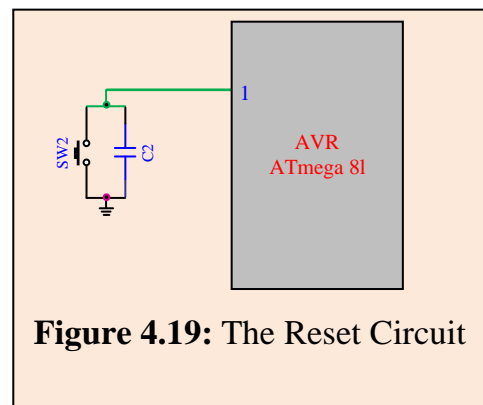 1
AVR
ATmega 8l
SW2
C2
Figure 4.19: The Reset Circuit